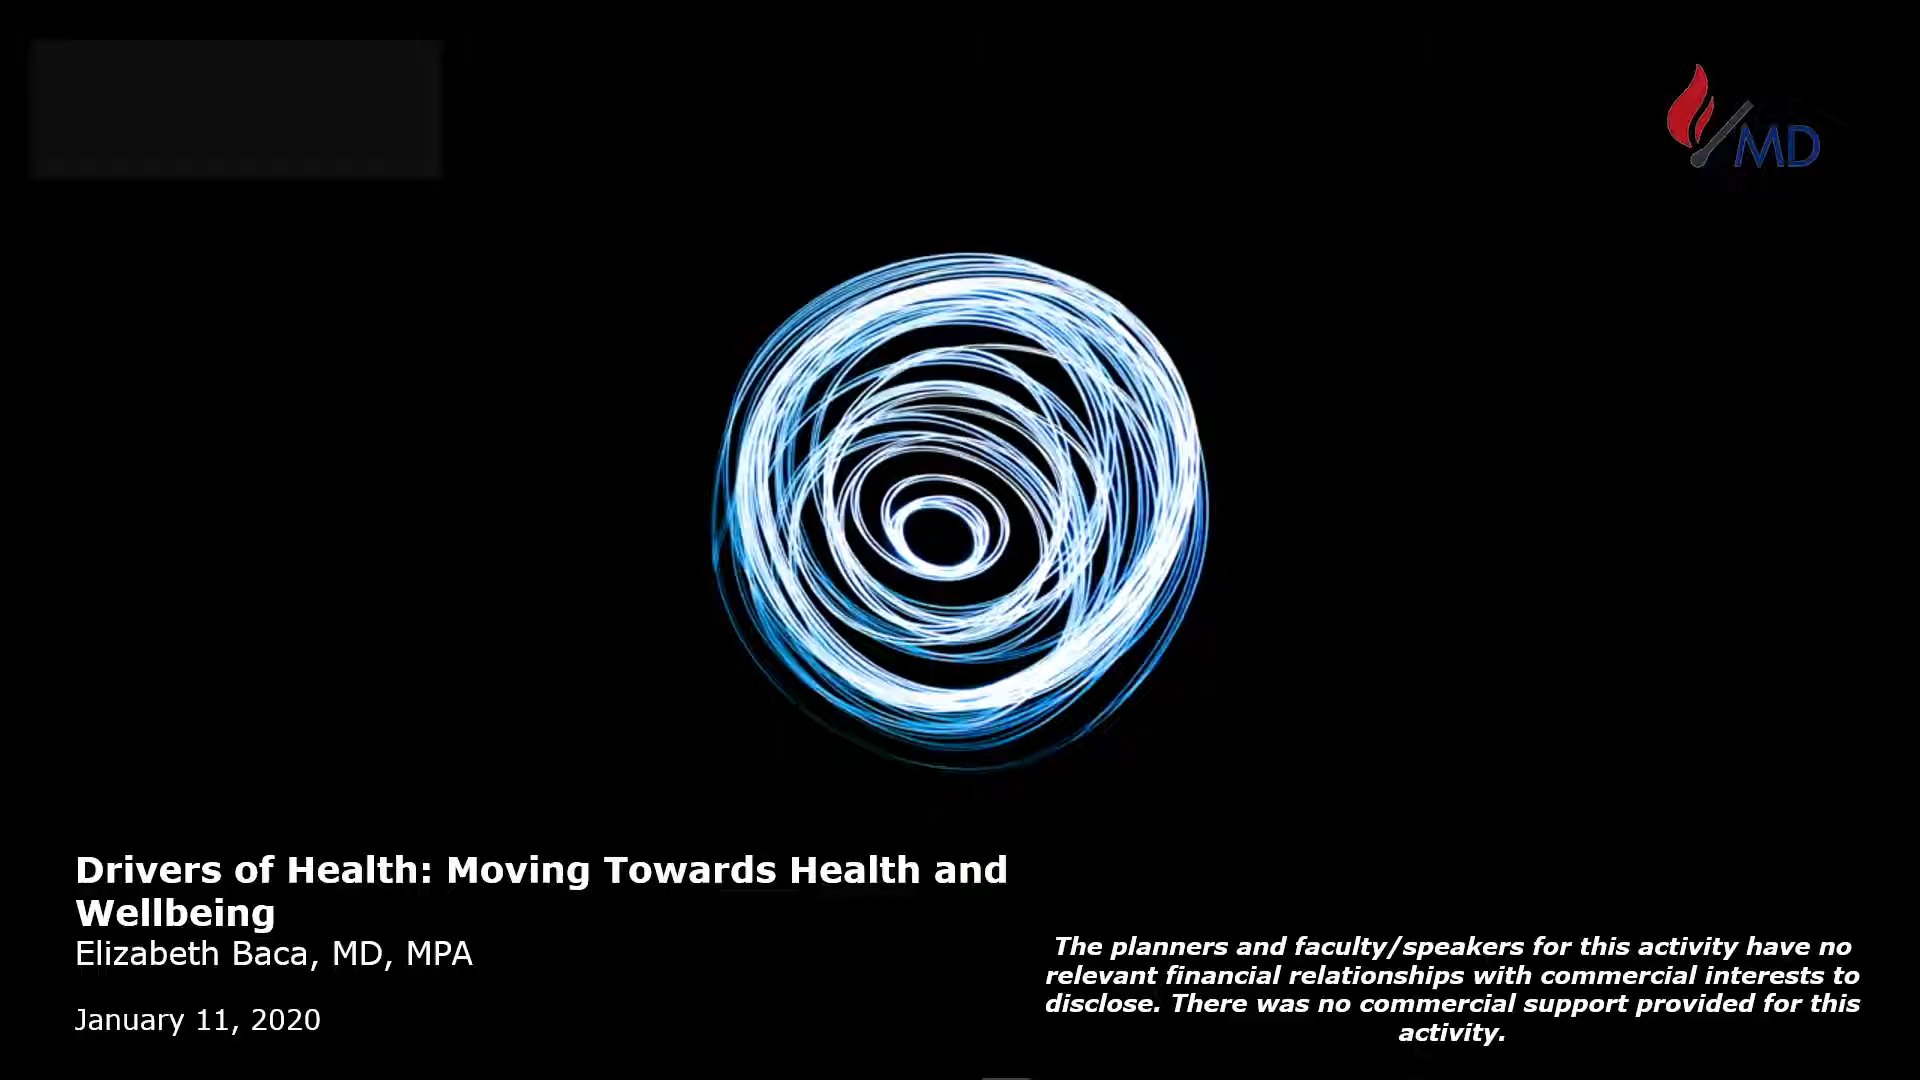 MD
Drivers of Health: Moving Towards Health and
Wellbeing
Elizabeth Baca, MD, MPA
January 11, 2020
The planners and faculty/speakers for this activity have no
relevant financial relationships with commercial interests to
disclose. There was no commercial support provided for this
activity.